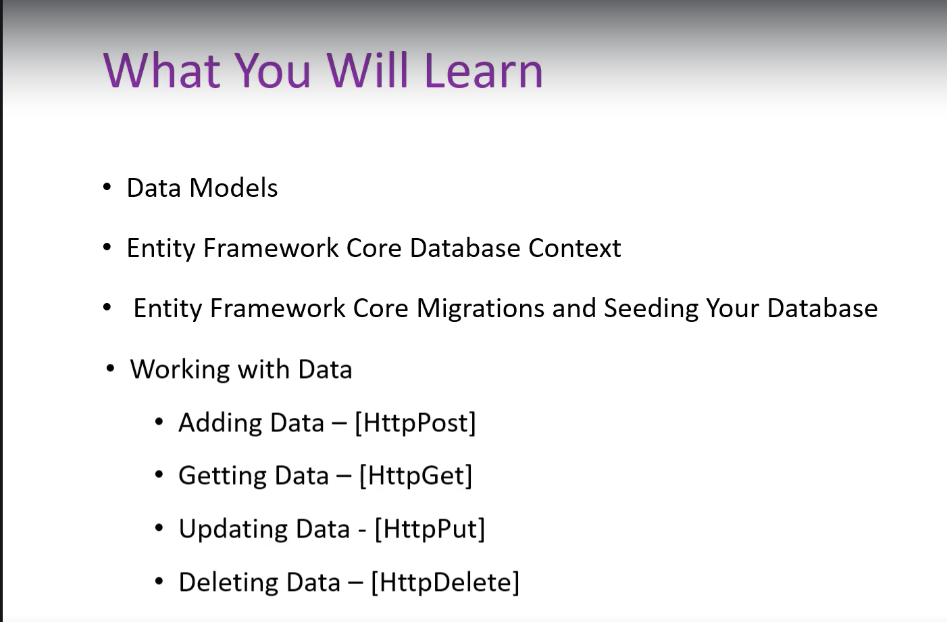 What You Will Learn
• Data Models
• Entity Framework Core Database Context
• Entity Framework Core Migrations and Seeding Your Database
• Working with Data
• Adding Data – [HttpPost]
• Getting Data – [HttpGet]
• Updating Data - [HttpPut]
• Deleting Data – [HttpDelete]